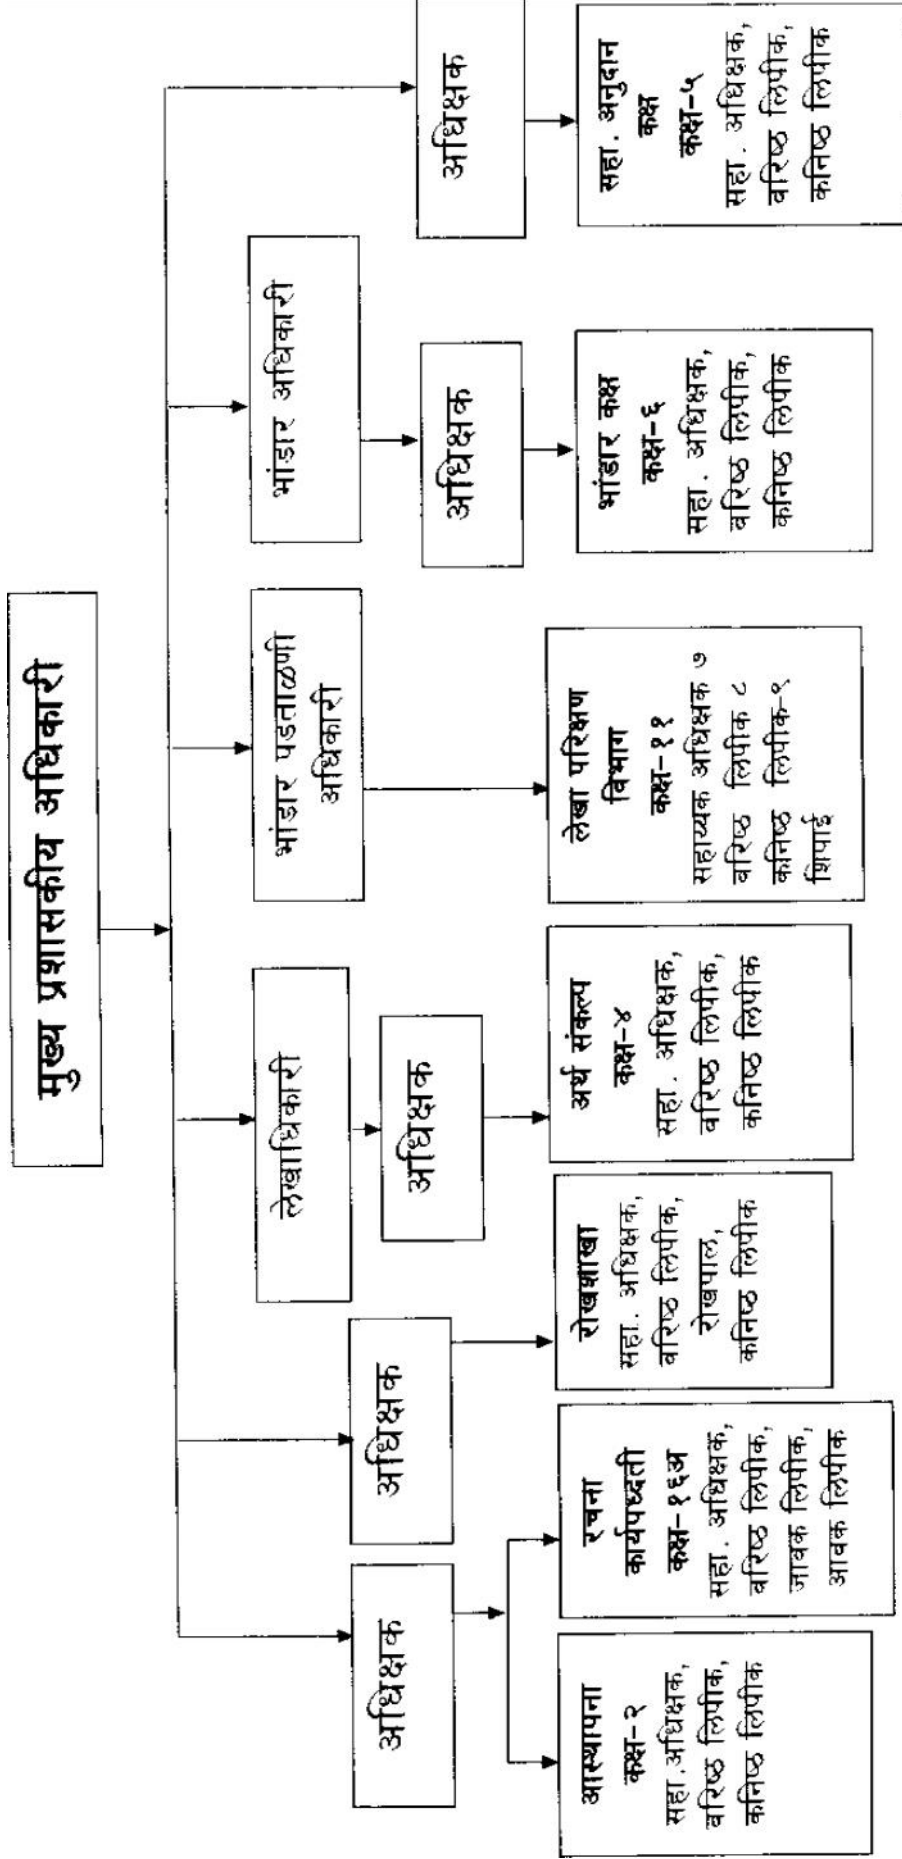 मुख्य प्रशासकीय अधिकारी
अधिक्षक
आस्थापना
कक्ष-२
सहा.अधिक्षक,
वरिष्ठ लिपीक,
कनिष्ठ लिपीक
रचना
कार्यपध्दती
कक्ष-१६अ
सहा. अधिक्षक,
वरिष्ठ लिपीक,
जावक लिपीक,
आवक लिपीक
अधिक्षक
रोखशाखा
सहा. अधिक्षक,
वरिष्ठ लिपीक,
रोखपाल,
कनिष्ठ लिपीक
लेखाधिकारी
अधिक्षक
अर्थ संकल्प
कक्ष-४
सहा. अधिक्षक,
वरिष्ठ लिपीक,
कनिष्ठ लिपीक
भांडार पडताळणी
अधिकारी
लेखा परिक्षण
विभाग
कक्ष-११
सहाय्यक अधिक्षक ७
वरिष्ठ लिपीक ८
कनिष्ठ लिपीक-९
शिपाई
भांडार अधिकारी
अधिक्षक
भांडार कक्ष
कक्ष-६
सहा. अधिक्षक,
वरिष्ठ लिपीक,
कनिष्ठ लिपीक
अधिक्षक
सहा. अनुदान
कक्ष
कक्ष-५
सहा. अधिक्षक,
वरिष्ठ लिपीक,
कनिष्ठ लिपीक